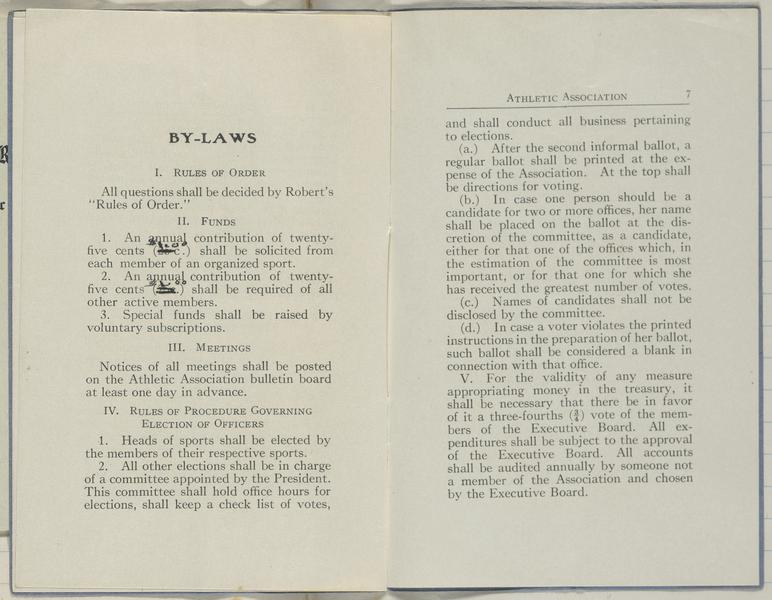 BY-LAWS
I. RULES OF ORDER
All questions shall be decided by Robert's
"Rules of Order."
II. FUNDS
1. An annual contribution of twenty-
five cents ( c.) shall be solicited from
each member of an organized sport.
2. An annual contribution of twenty-
five cents ( .) shall be required of all
other active members.
3. Special funds shall be raised by
voluntary subscriptions.
III. MEETINGS
Notices of all meetings shall be posted
on the Athletic Association bulletin board
at least one day in advance.
IV. RULES OF PROCEDURE GOVERNING
ELECTION OF OFFICERS
1. Heads of sports shall be elected by
the members of their respective sports.
2. All other elections shall be in charge
of a committee appointed by the President.
This committee shall hold office hours for
elections, shall keep a check list of votes,
ATHLETIC ASSOCIATION 7
and shall conduct all business pertaining
to elections.
(a.) After the second informal ballot, a
regular ballot shall be printed at the ex-
pense of the Association. At the top shall
be directions for voting.
(b.) In case one person should be a
candidate for two or more offices, her name
shall be placed on the ballot at the dis-
cretion of the committee, as a candidate,
either for that one of the offices which, in
the estimation of the committee is most
important, or for that one for which she
has received the greatest number of votes.
(c.) Names of candidates shall not be
disclosed by the committee.
(d.) In case a voter violates the printed
instructions in the preparation of her ballot,
such ballot shall be considered a blank in
connection with that office.
V. For the validity of any measure
appropriating money in the treasury, it
shall be necessary that there be in favor
of it a three-fourths (¾) vote of the mem-
bers of the Executive Board. All ex-
penditures shall be subject to the approval
of the Executive Board. All accounts
shall be audited annually by someone not
a member of the Association and chosen
by the Executive Board.